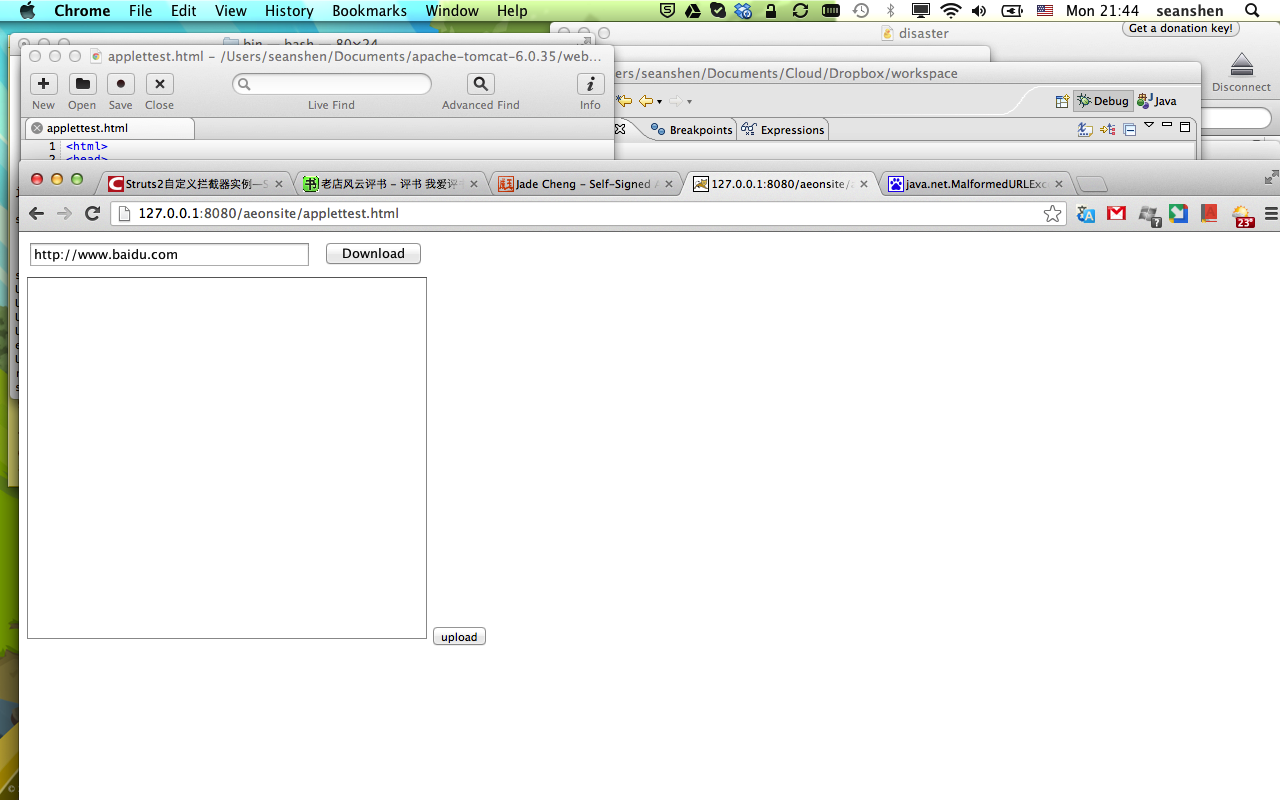 Chrome File Edit View History Bookmarks Window Help Mon 21:44 seanshen
bin — bash — 80×24
disaster
Get a donation key!
applettest.html – /Users/seanshen/Documents/apache-tomcat-6.0.35/web...
ers/seanshen/Documents/Cloud/Dropbox/workspace
Disconnect
New Open Save Close Live Find Advanced Find Info
Debug Java
applettest.html
Breakpoints Expressions
1 <html>
2 <head>
Struts2自定义拦截器实例—S
老店风云评书 – 评书 我爱评书
Jade Cheng – Self-Signed A
127.0.0.1:8080/aeonsite/a
java.net.MalformedURLExc
127.0.0.1:8080/aeonsite/applettest.html
23°
http://www.baidu.com Download
upload